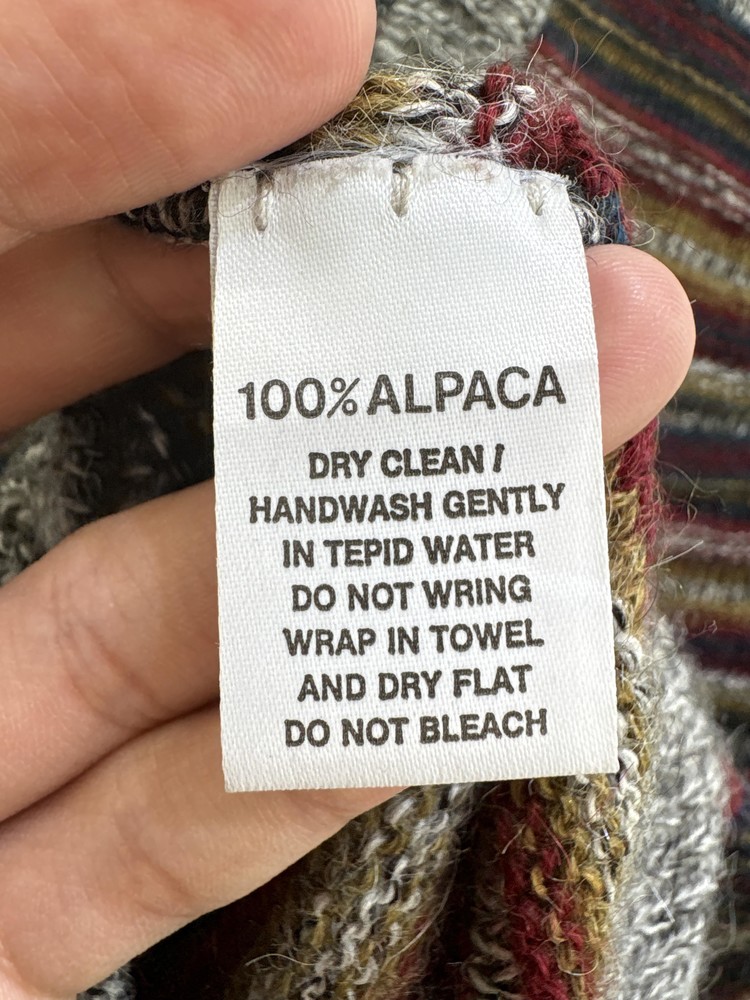 100% ALPACA
DRY CLEAN /
HANDWASH GENTLY
IN TEPID WATER
DO NOT WRING
WRAP IN TOWEL
AND DRY FLAT
DO NOT BLEACH